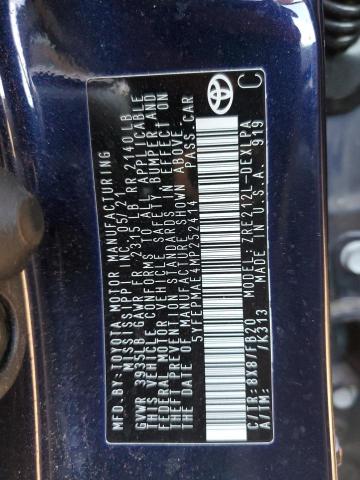 MFD. BY: TOYOTA MOTOR MANUFACTURING
MISSISSIPPI, INC. 05/21
GVWR 3935LB GAWR FR 2315LB RR 2140LB
THIS VEHICLE CONFORMS TO ALL APPLICABLE
FEDERAL MOTOR VEHICLE SAFETY, BUMPER AND
THEFT PREVENTION STANDARDS IN EFFECT ON
THE DATE OF MANUFACTURE SHOWN ABOVE.
5YFEPMAE4MP252414 PASS. CAR
C/TR: 8X8/FB20 ZRE212L-DEXLPA
A/TM: /K313 MADE IN U.S.A. 919
TOYOTA
C